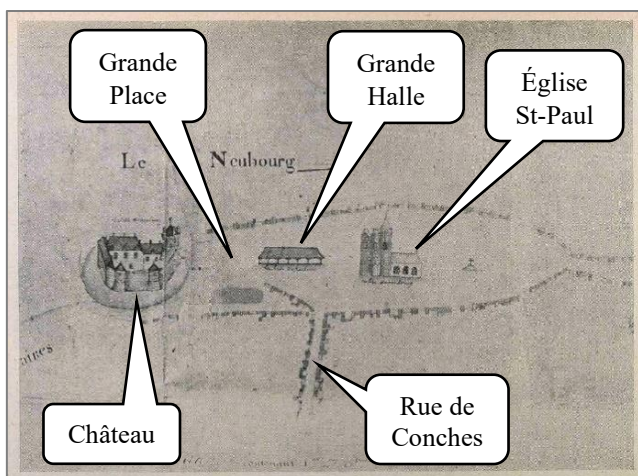 Grande
Place
Grande
Halle
Église
St-Paul
Le Neubourg
Château
Rue de
Conches